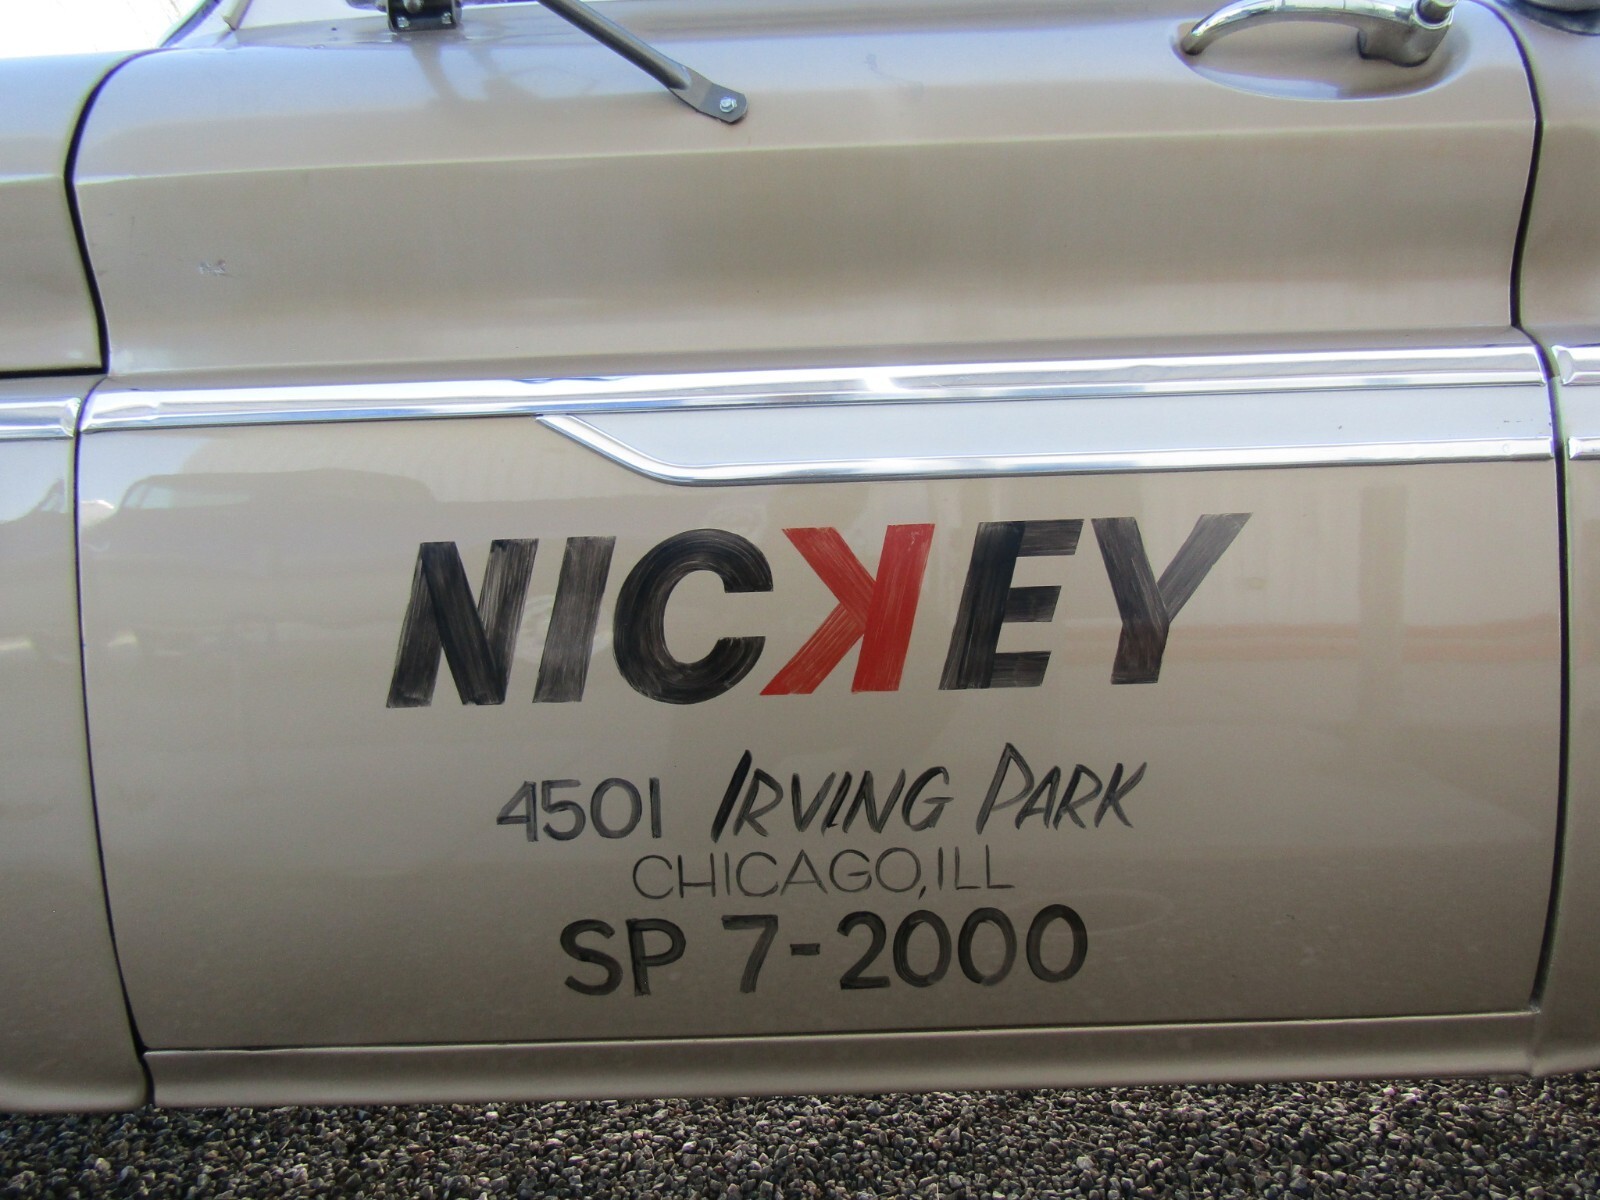 NICKEY
4501 IRVING PARK
CHICAGO, ILL
SP 7-2000